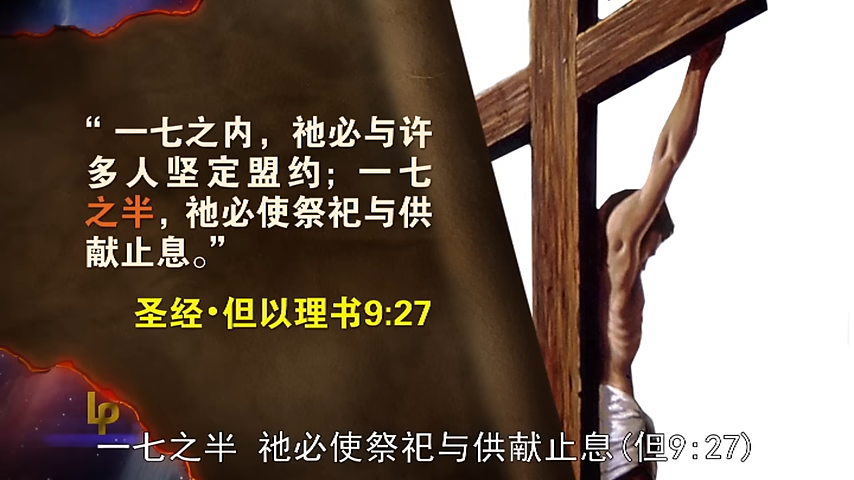 “一七之内，祂必与许
多人坚定盟约；一七
之半，祂必使祭祀与供
献止息。”
圣经·但以理书9:27
Lp
一七之半 祂必使祭祀与供献止息(但9:27)